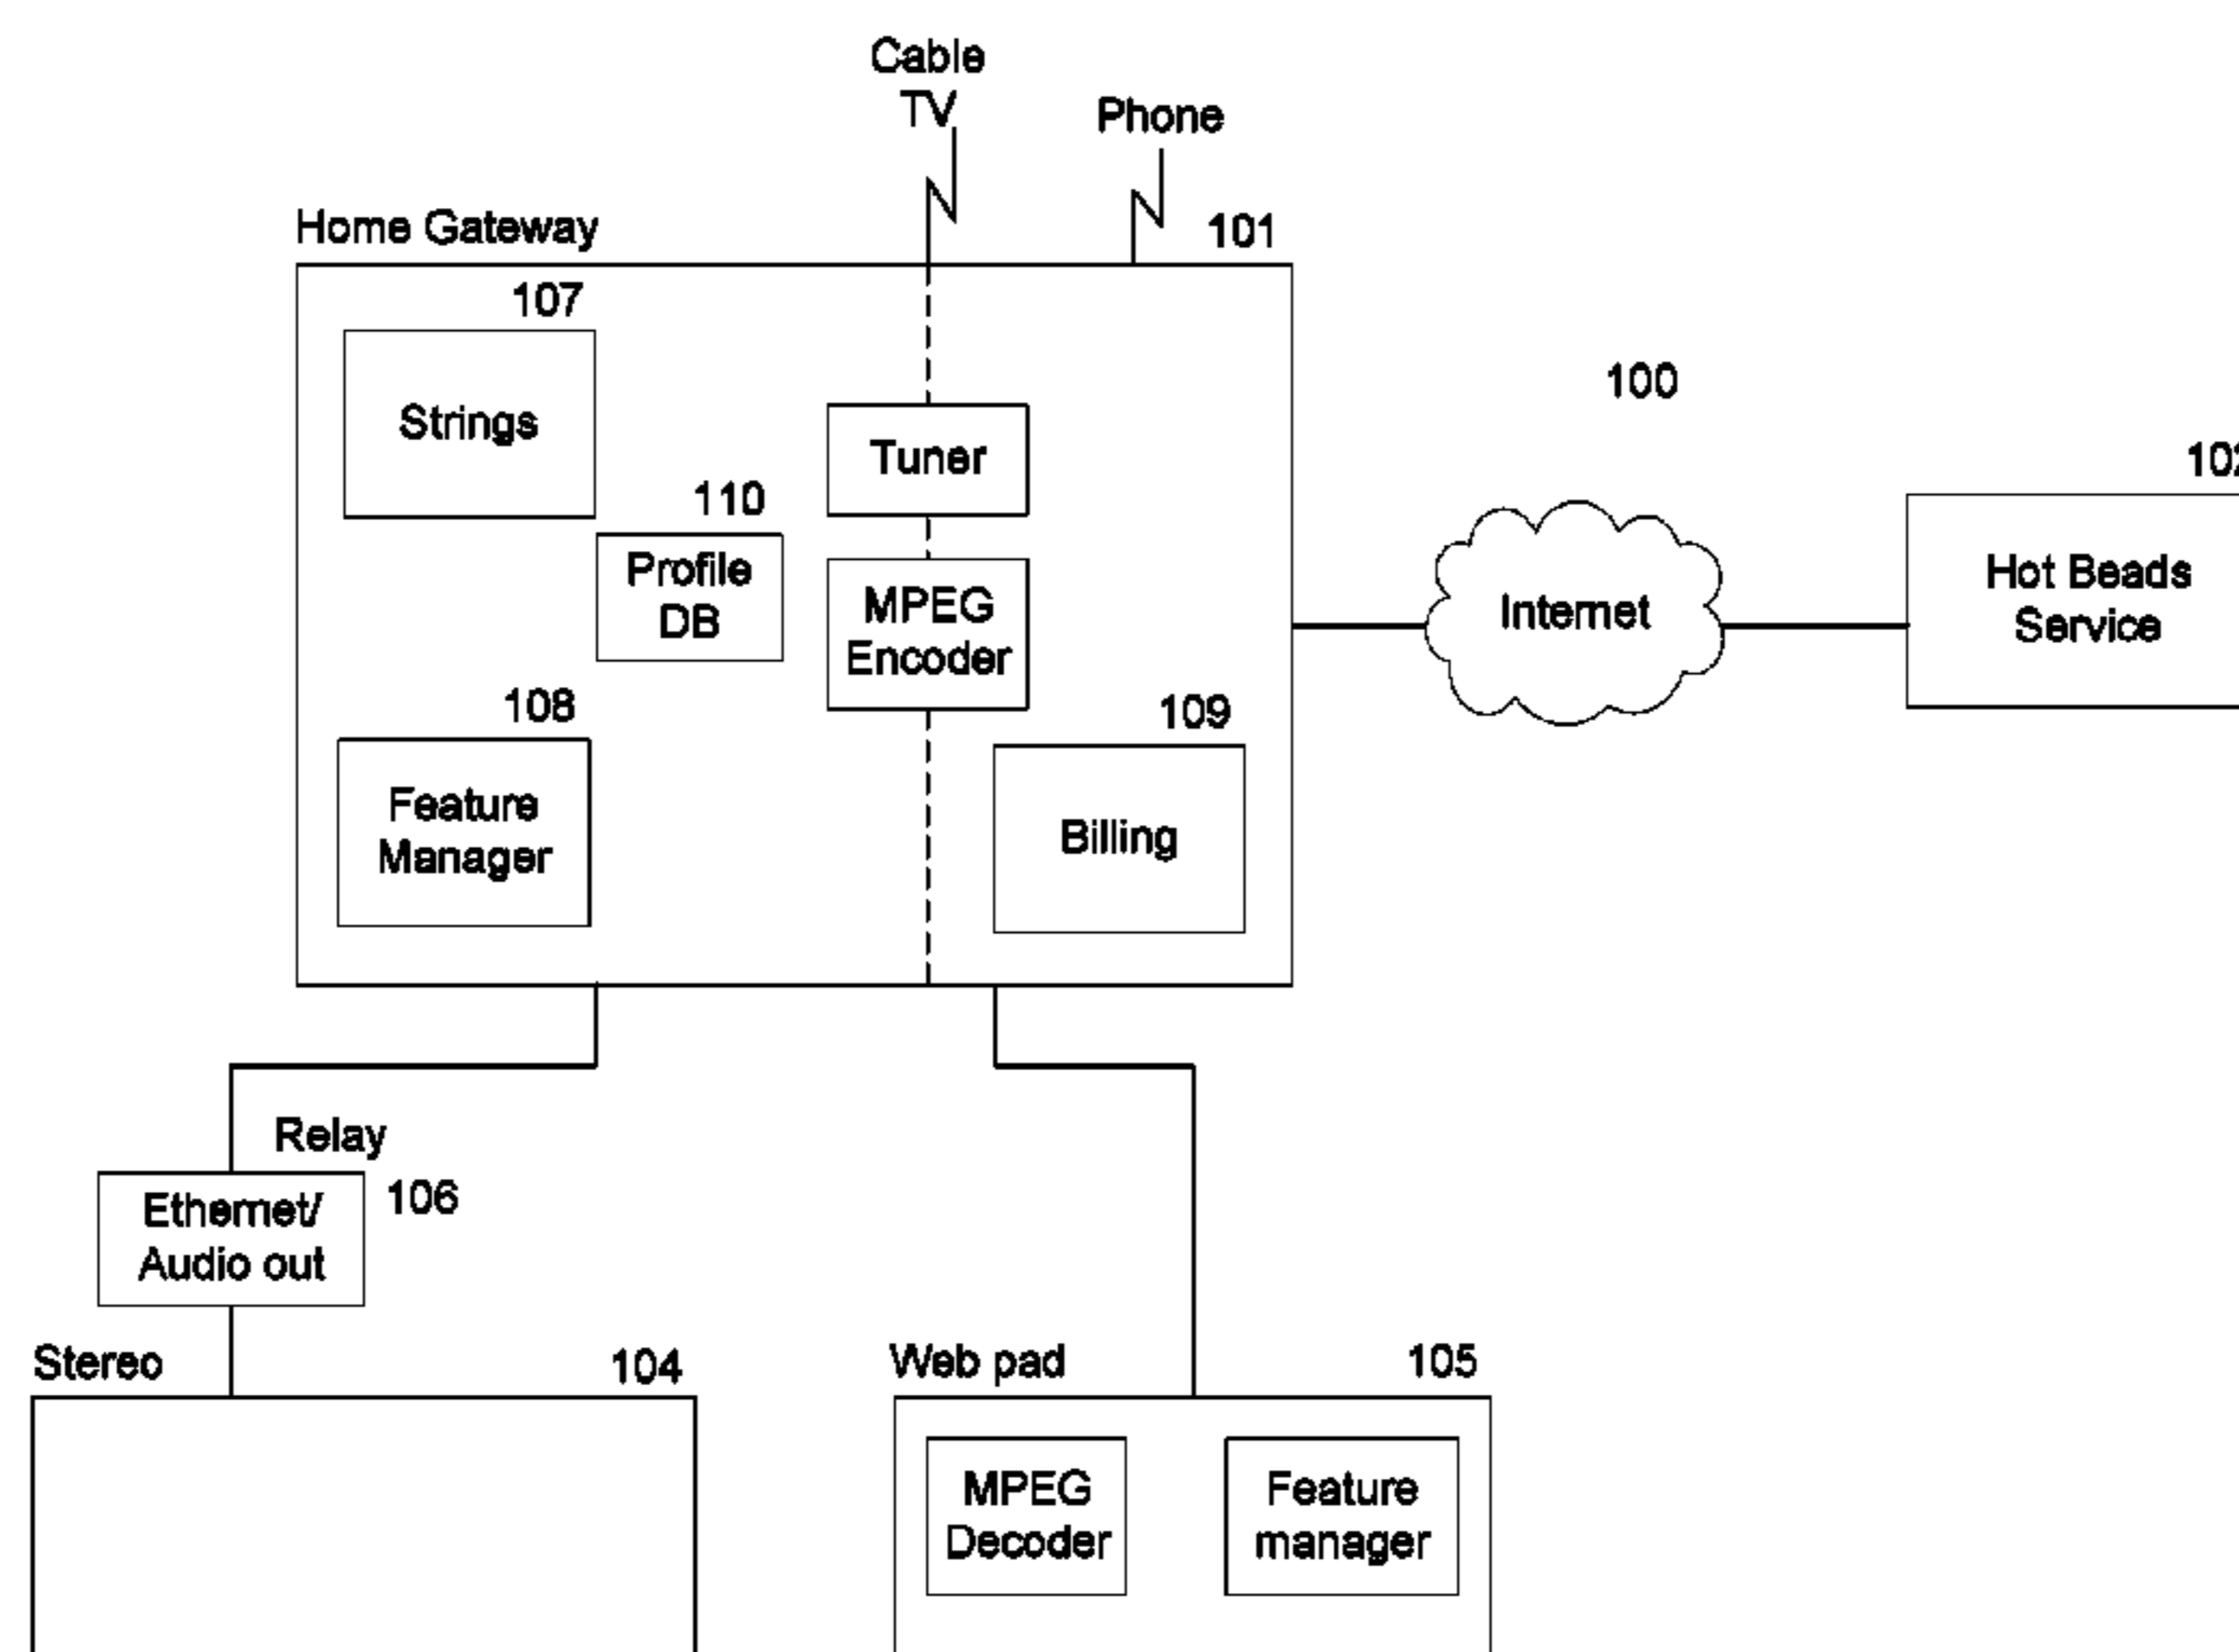 Cable
TV
Phone
Home Gateway
101
107
Strings
100
Tuner
102
110
Profile
DB
MPEG
Encoder
Internet
Hot Beads
Service
108
109
Feature
Manager
Billing
Relay
106
Ethernet/
Audio out
Stereo
104
Web pad
105
MPEG
Decoder
Feature
manager